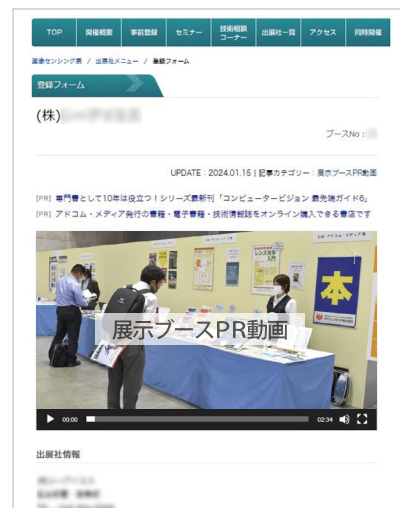 TOP
開催概要
事前登録
セミナー
技術相談
コーナー
出展社一覧
アクセス
同時開催
画像センシング展 / 出展社メニュー / 登録フォーム
登録フォーム
(株)
ブースNo :
UPDATE : 2024.01.15 | 記事カテゴリー : 展示ブースPR動画
[PR] 専門書として10年は役立つ!シリーズ最新刊「コンピュータービジョン 最先端ガイド6」
[PR] アドコム・メディア発行の書籍・電子書籍・技術情報誌をオンライン購入できる書店です
レンズ光学
入門
本
展示ブースPR動画
00:00
02:34
出展社情報